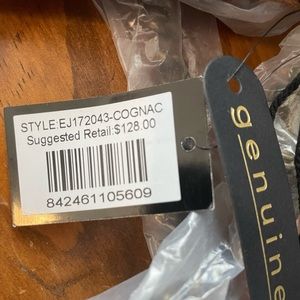 STYLE:EJ172043-COGNAC
Suggested Retail:$128.00
842461105609
genuine